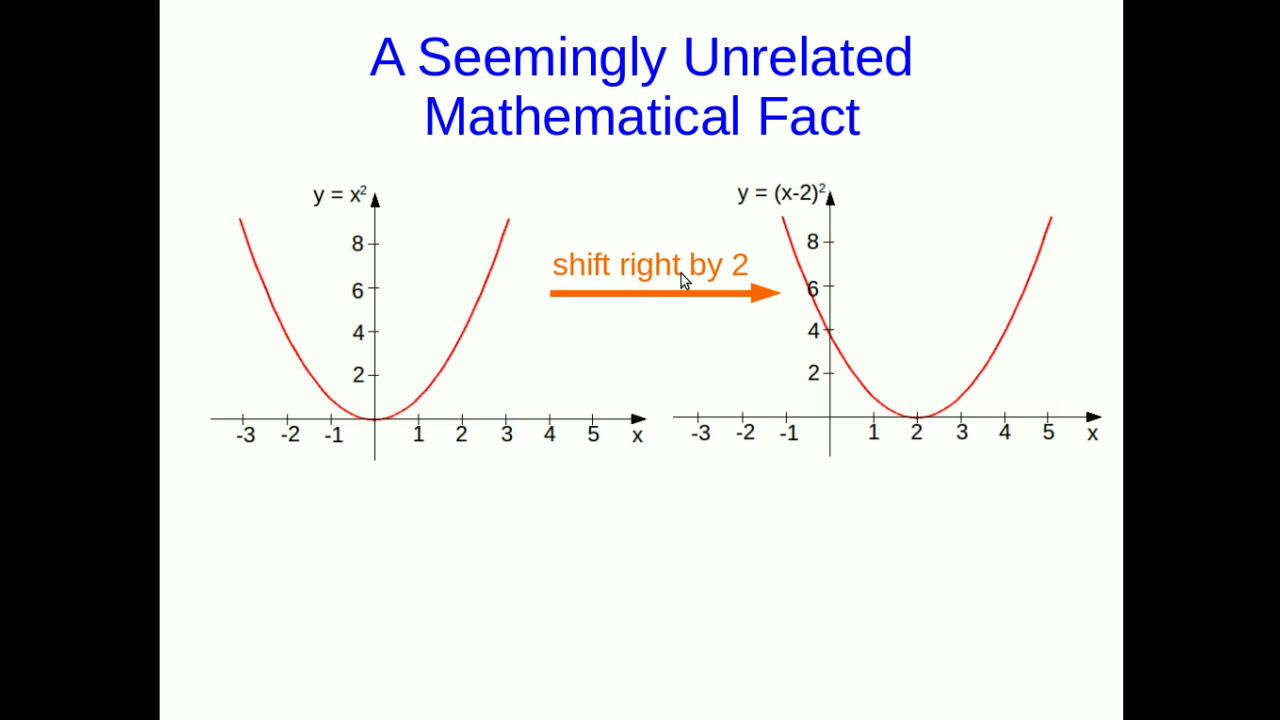 A Seemingly Unrelated
Mathematical Fact
y = x²
8
6
4
2
-3 -2 -1 1 2 3 4 5 x
shift right by 2
y = (x-2)²
8
6
4
2
-3 -2 -1 1 2 3 4 5 x